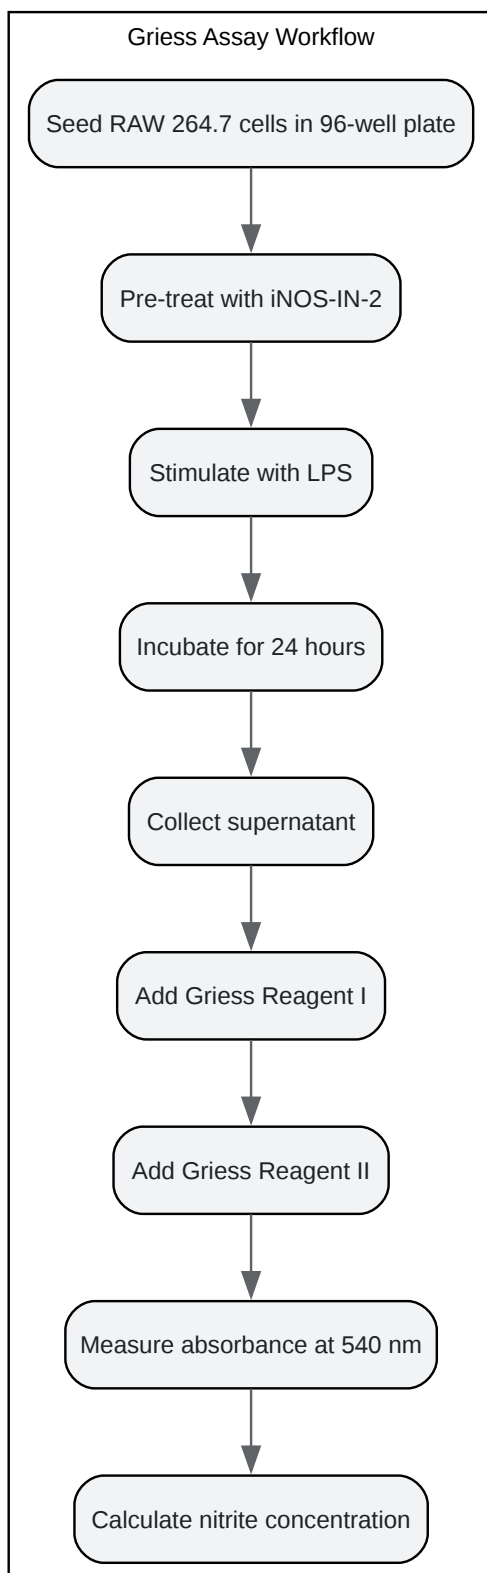 Griess Assay Workflow
Seed RAW 264.7 cells in 96-well plate
Pre-treat with iNOS-IN-2
Stimulate with LPS
Incubate for 24 hours
Collect supernatant
Add Griess Reagent I
Add Griess Reagent II
Measure absorbance at 540 nm
Calculate nitrite concentration